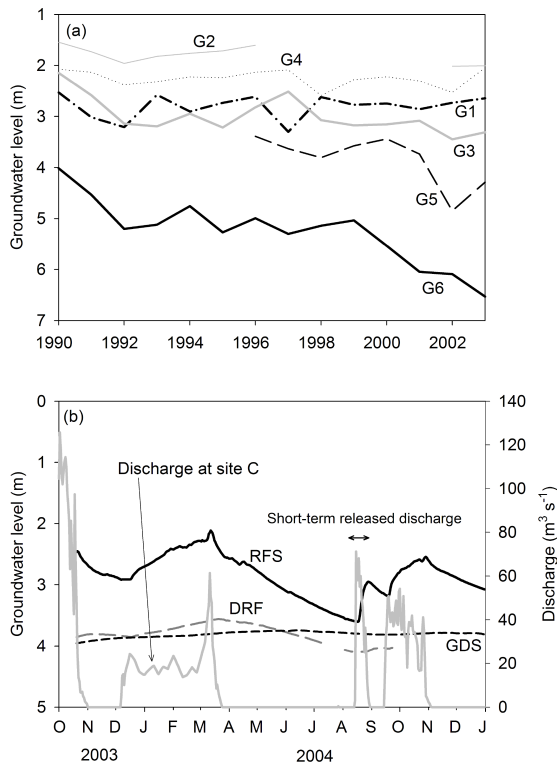 (a)
Groundwater level (m)
1
2
3
4
5
6
7
G2
G4
G1
G3
G5
G6
1990 1992 1994 1996 1998 2000 2002
(b)
Groundwater level (m)
0
1
2
3
4
5
Discharge at site C
Short-term released discharge
RFS
DRF
GDS
140
120
100
80
60
40
20
0
Discharge (m³ s⁻¹)
O N D J F M A M J J A S O N D J
2003 2004